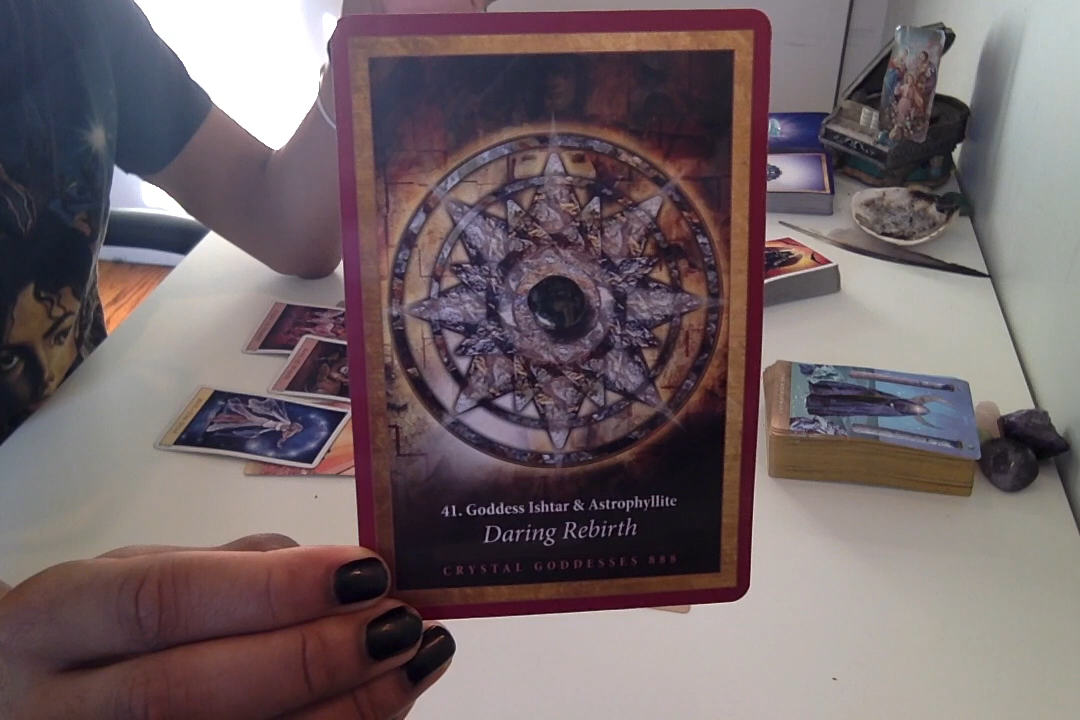 41. Goddess Ishtar & Astrophyllite
Daring Rebirth
CRYSTAL GODDESSES 888